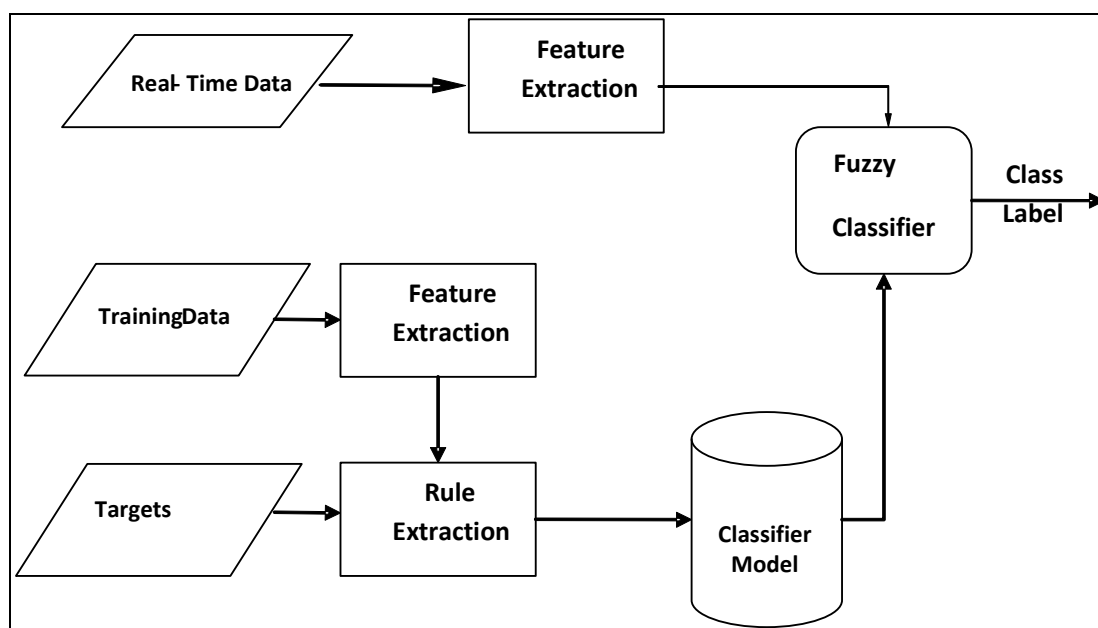 Real- Time Data
Feature
Extraction
Fuzzy
Classifier
Class
Label
TrainingData
Feature
Extraction
Targets
Rule
Extraction
Classifier
Model